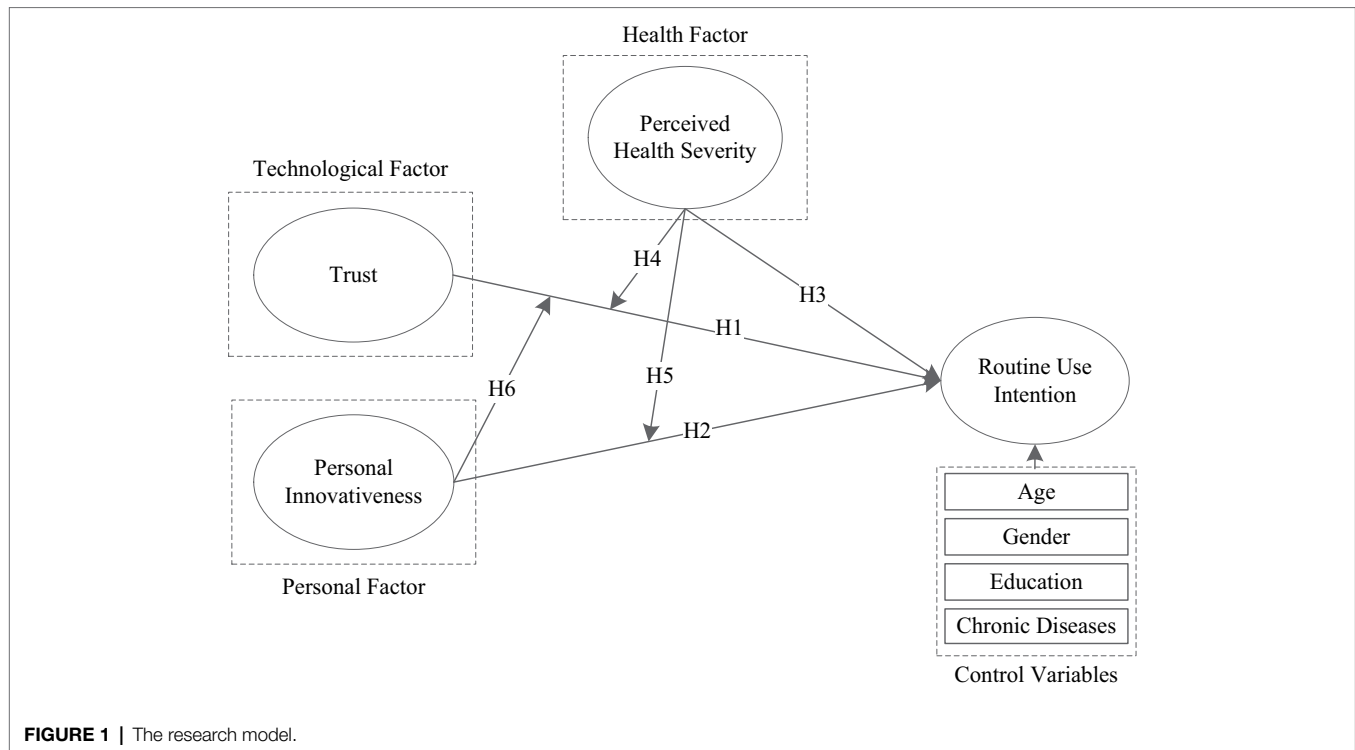 Health Factor
Perceived
Health Severity
Technological Factor
Trust
H4
H3
H1
H6
H5
H2
Routine Use
Intention
Personal
Innovativeness
Personal Factor
Age
Gender
Education
Chronic Diseases
Control Variables
FIGURE 1 | The research model.